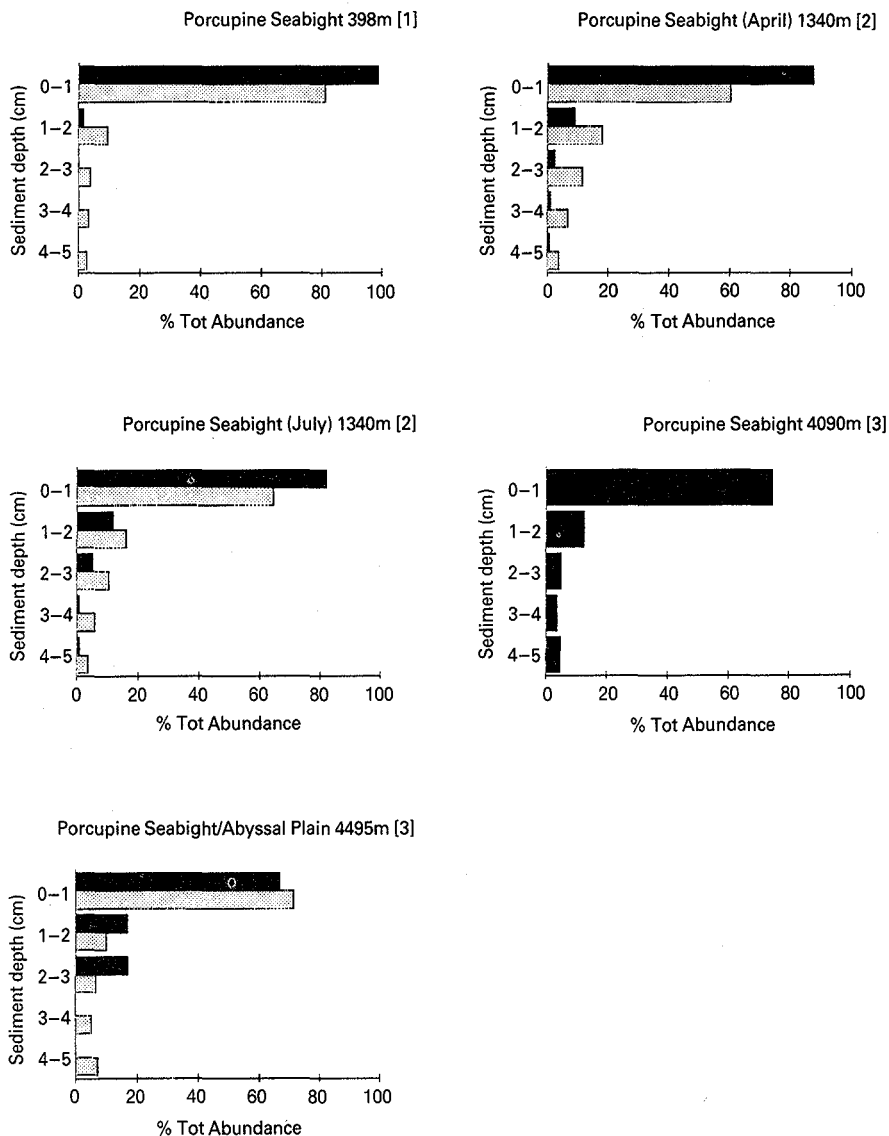 Porcupine Seabight 398m [1]
Sediment depth (cm)
0–1
1–2
2–3
3–4
4–5
0 20 40 60 80 100
% Tot Abundance
Porcupine Seabight (April) 1340m [2]
Sediment depth (cm)
0–1
1–2
2–3
3–4
4–5
0 20 40 60 80 100
% Tot Abundance
Porcupine Seabight (July) 1340m [2]
Sediment depth (cm)
0–1
1–2
2–3
3–4
4–5
0 20 40 60 80 100
% Tot Abundance
Porcupine Seabight 4090m [3]
Sediment depth (cm)
0–1
1–2
2–3
3–4
4–5
0 20 40 60 80 100
% Tot Abundance
Porcupine Seabight/Abyssal Plain 4495m [3]
Sediment depth (cm)
0–1
1–2
2–3
3–4
4–5
0 20 40 60 80 100
% Tot Abundance